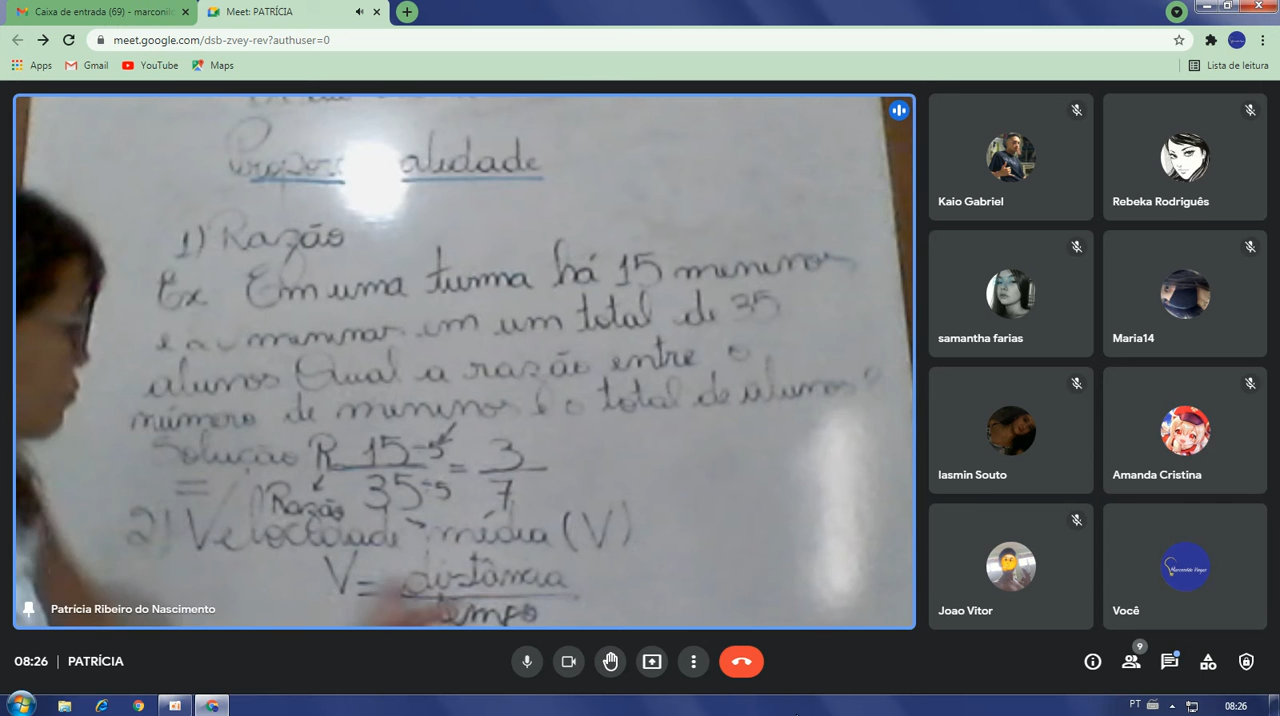 Caixa de entrada (69) - marconilc
Meet: PATRÍCIA
meet.google.com/dsb-zvey-rev?authuser=0
Apps Gmail YouTube Maps Lista de leitura
alidade
1) Razão
Ex Em uma turma há 15 meninos
e meninas em um total de 35
alunos Qual a razão entre o
número de meninos e o total de alunos?
Solução R 15÷5 = 3
Razão 35÷5 7
2) Velocidade média (V)
V= distância
tempo
Patrícia Ribeiro do Nascimento
Kaio Gabriel
Rebeka Rodriguês
samantha farias
Maria14
Iasmin Souto
Amanda Cristina
Joao Vitor
Você
08:26 | PATRÍCIA
9
PT
08:26